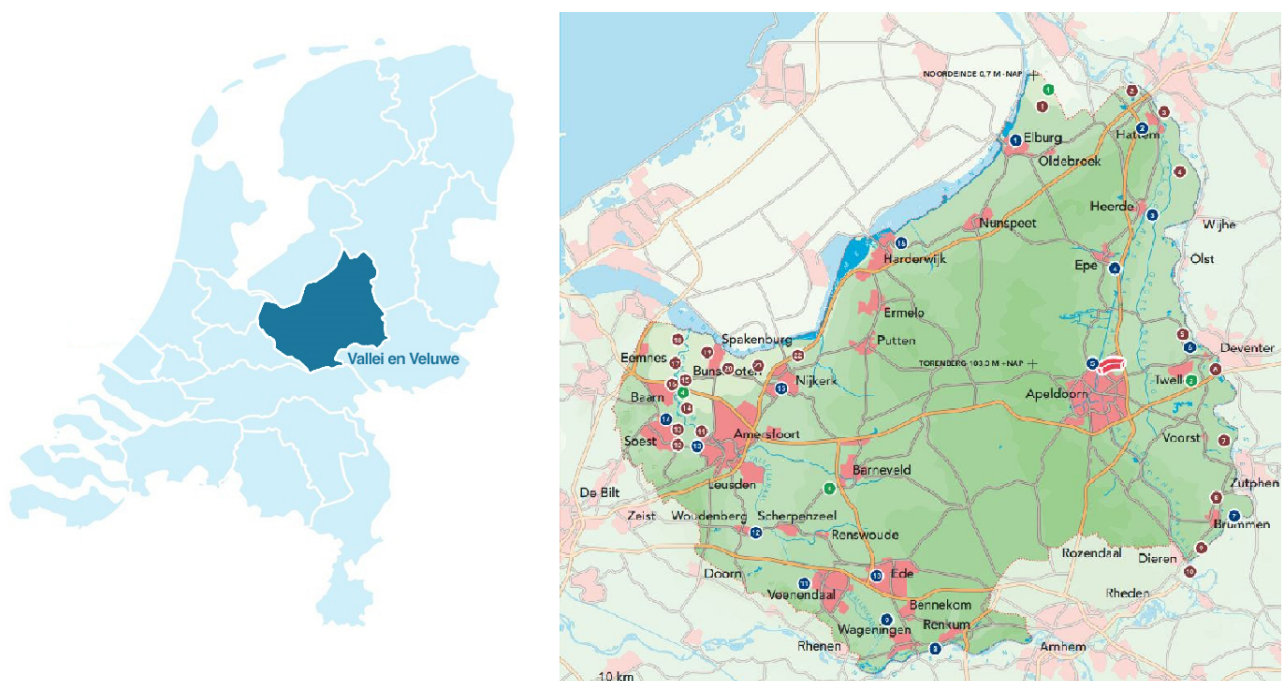 Vallei en Veluwe
NOORDEINDE 0,7 M -NAP
Elburg
Oldebroek
Hattem
Nunspeet
Heerde
Wijhe
Harderwijk
Epe
Olst
Ermelo
Spakenburg
Eemnes
Putten
Deventer
Bunschoten
TORENBERG 103,3 M +NAP
Nijkerk
Twello
Baarn
Apeldoorn
Soest
Amersfoort
Voorst
Barneveld
Leusden
De Bilt
Zutphen
Zeist
Woudenberg
Scherpenzeel
Renswoude
Brummen
Rozendaal
Dieren
Doorn
Ede
Veenendaal
Rheden
Bennekom
Wageningen
Renkum
Rhenen
Arnhem
10 km